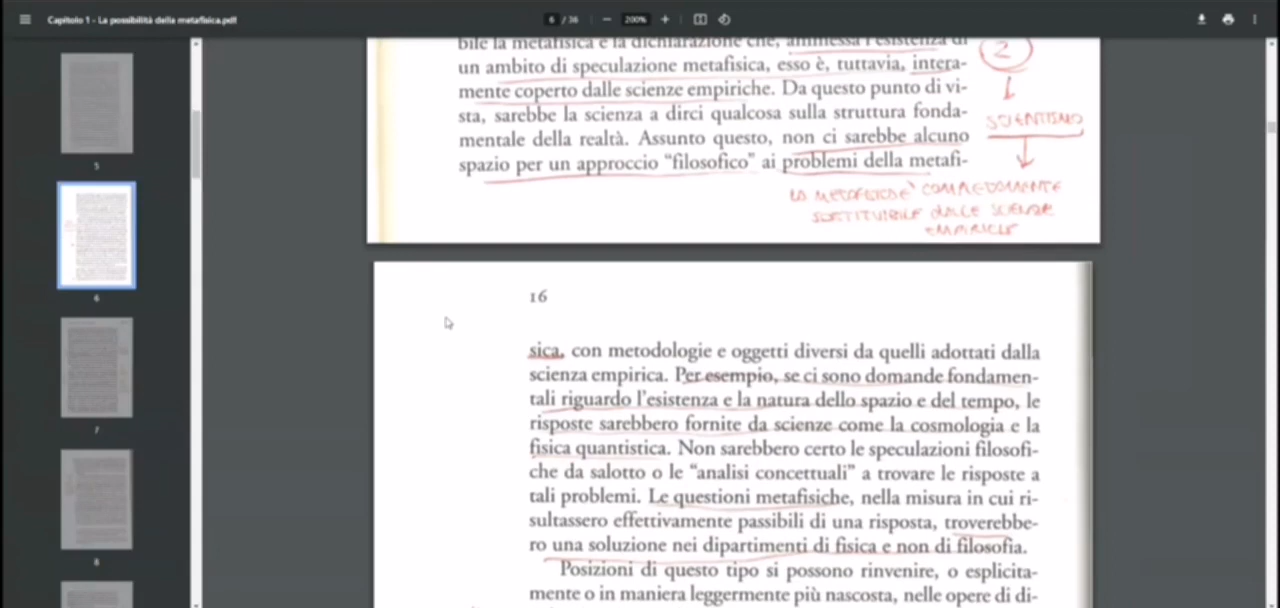 Capitolo 1 - La possibilità della metafisica.pdf
6 / 36
200%
5
6
7
8
bile la metafisica è la dichiarazione che, ammessa l'esistenza di
un ambito di speculazione metafisica, esso è, tuttavia, intera-
mente coperto dalle scienze empiriche. Da questo punto di vi-
sta, sarebbe la scienza a dirci qualcosa sulla struttura fonda-
mentale della realtà. Assunto questo, non ci sarebbe alcuno
spazio per un approccio “filosofico” ai problemi della metafi-
2
SCIENTISMO
LA METAFISICA È COMPLETAMENTE
SOSTITUIBILE DALLE SCIENZE
EMPIRICHE
16
sica, con metodologie e oggetti diversi da quelli adottati dalla
scienza empirica. Per esempio, se ci sono domande fondamen-
tali riguardo l'esistenza e la natura dello spazio e del tempo, le
risposte sarebbero fornite da scienze come la cosmologia e la
fisica quantistica. Non sarebbero certo le speculazioni filosofi-
che da salotto o le “analisi concettuali” a trovare le risposte a
tali problemi. Le questioni metafisiche, nella misura in cui ri-
sultassero effettivamente passibili di una risposta, troverebbe-
ro una soluzione nei dipartimenti di fisica e non di filosofia.
Posizioni di questo tipo si possono rinvenire, o esplicita-
mente o in maniera leggermente più nascosta, nelle opere di di-